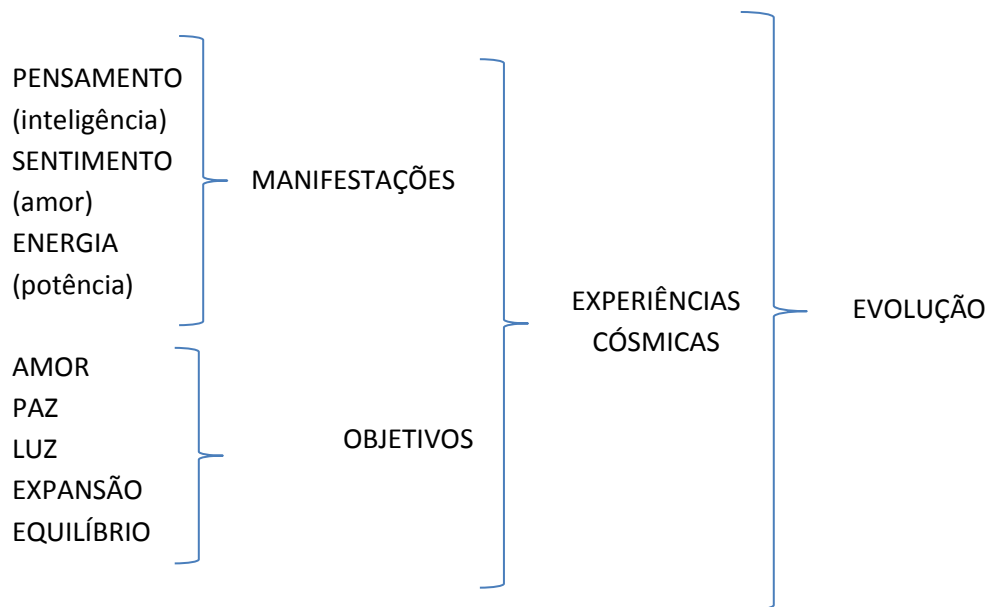 PENSAMENTO
(inteligência)
SENTIMENTO
(amor)
ENERGIA
(potência)
MANIFESTAÇÕES
AMOR
PAZ
LUZ
EXPANSÃO
EQUILÍBRIO
OBJETIVOS
EXPERIÊNCIAS
CÓSMICAS
EVOLUÇÃO